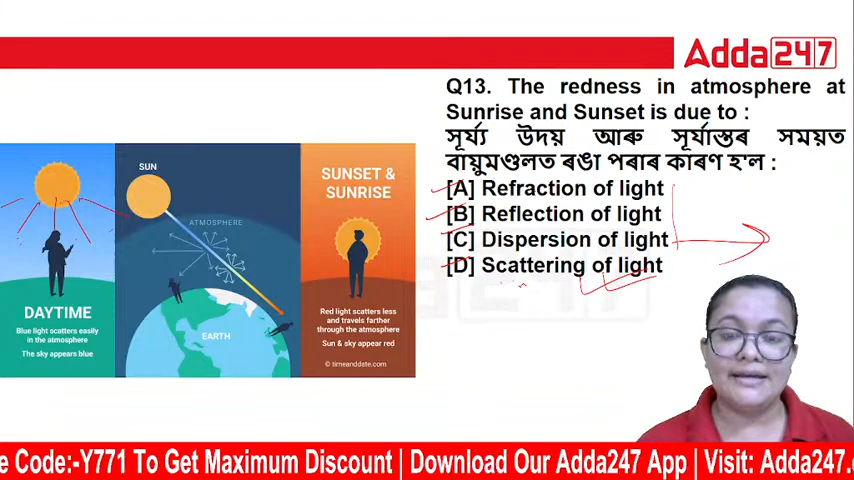 Adda247
Q13. The redness in atmosphere at
Sunrise and Sunset is due to :
সূৰ্য্য উদয় আৰু সূৰ্যাস্তৰ সময়ত
বায়ুমণ্ডলত ৰঙা পৰাৰ কাৰণ হ'ল :
[A] Refraction of light
[B] Reflection of light
[C] Dispersion of light
[D] Scattering of light
SUN
ATMOSPHERE
EARTH
DAYTIME
Blue light scatters easily
in the atmosphere
The sky appears blue
SUNSET &
SUNRISE
Red light scatters less
and travels farther
through the atmosphere
Sun & sky appear red
© timeanddate.com
e Code:-Y771 To Get Maximum Discount | Download Our Adda247 App | Visit: Adda247.